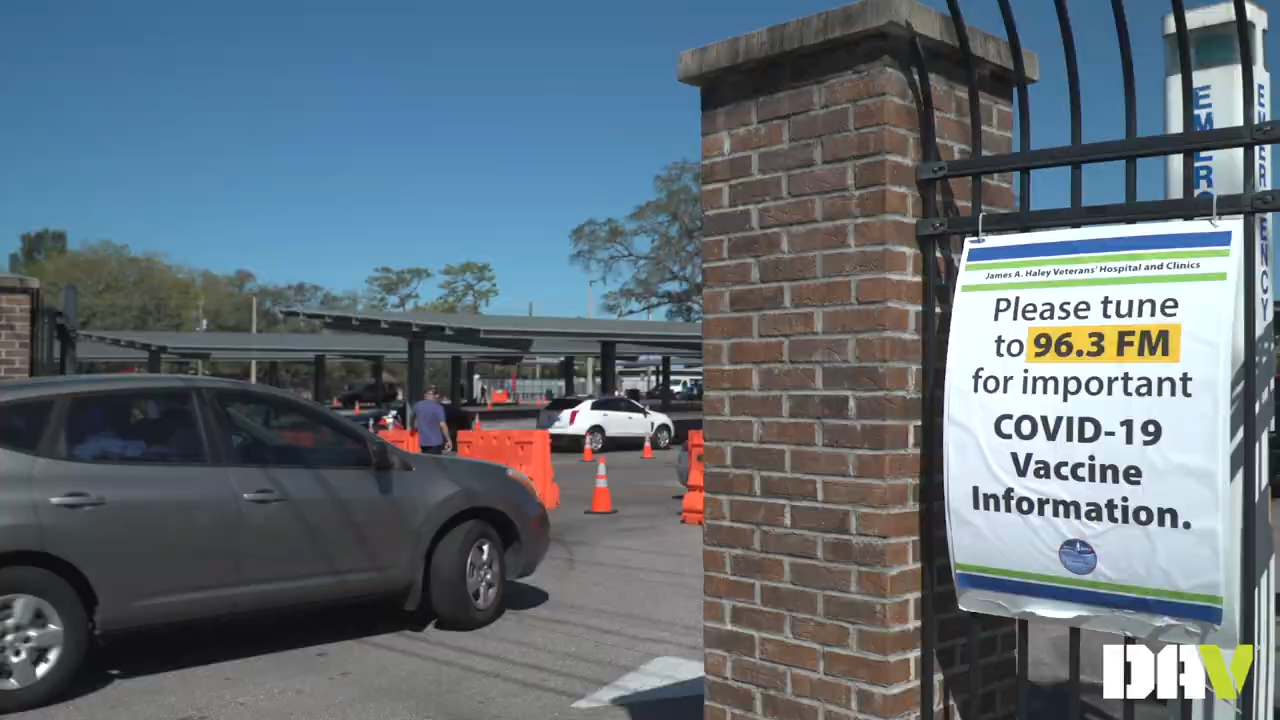 EMERG
EMERGENCY
James A. Haley Veterans' Hospital and Clinics
Please tune
to 96.3 FM
for important
COVID-19
Vaccine
Information.
DAV